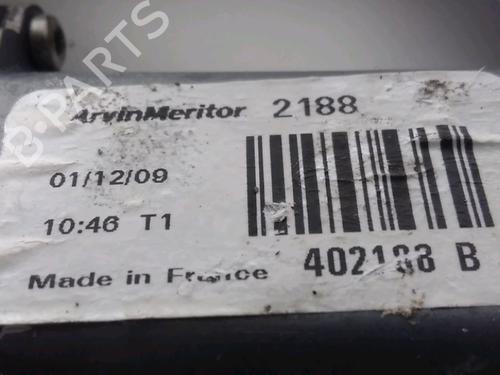 B-PARTS
ArvinMeritor 2188
01/12/09
10:46 T1
402188 B
Made in France